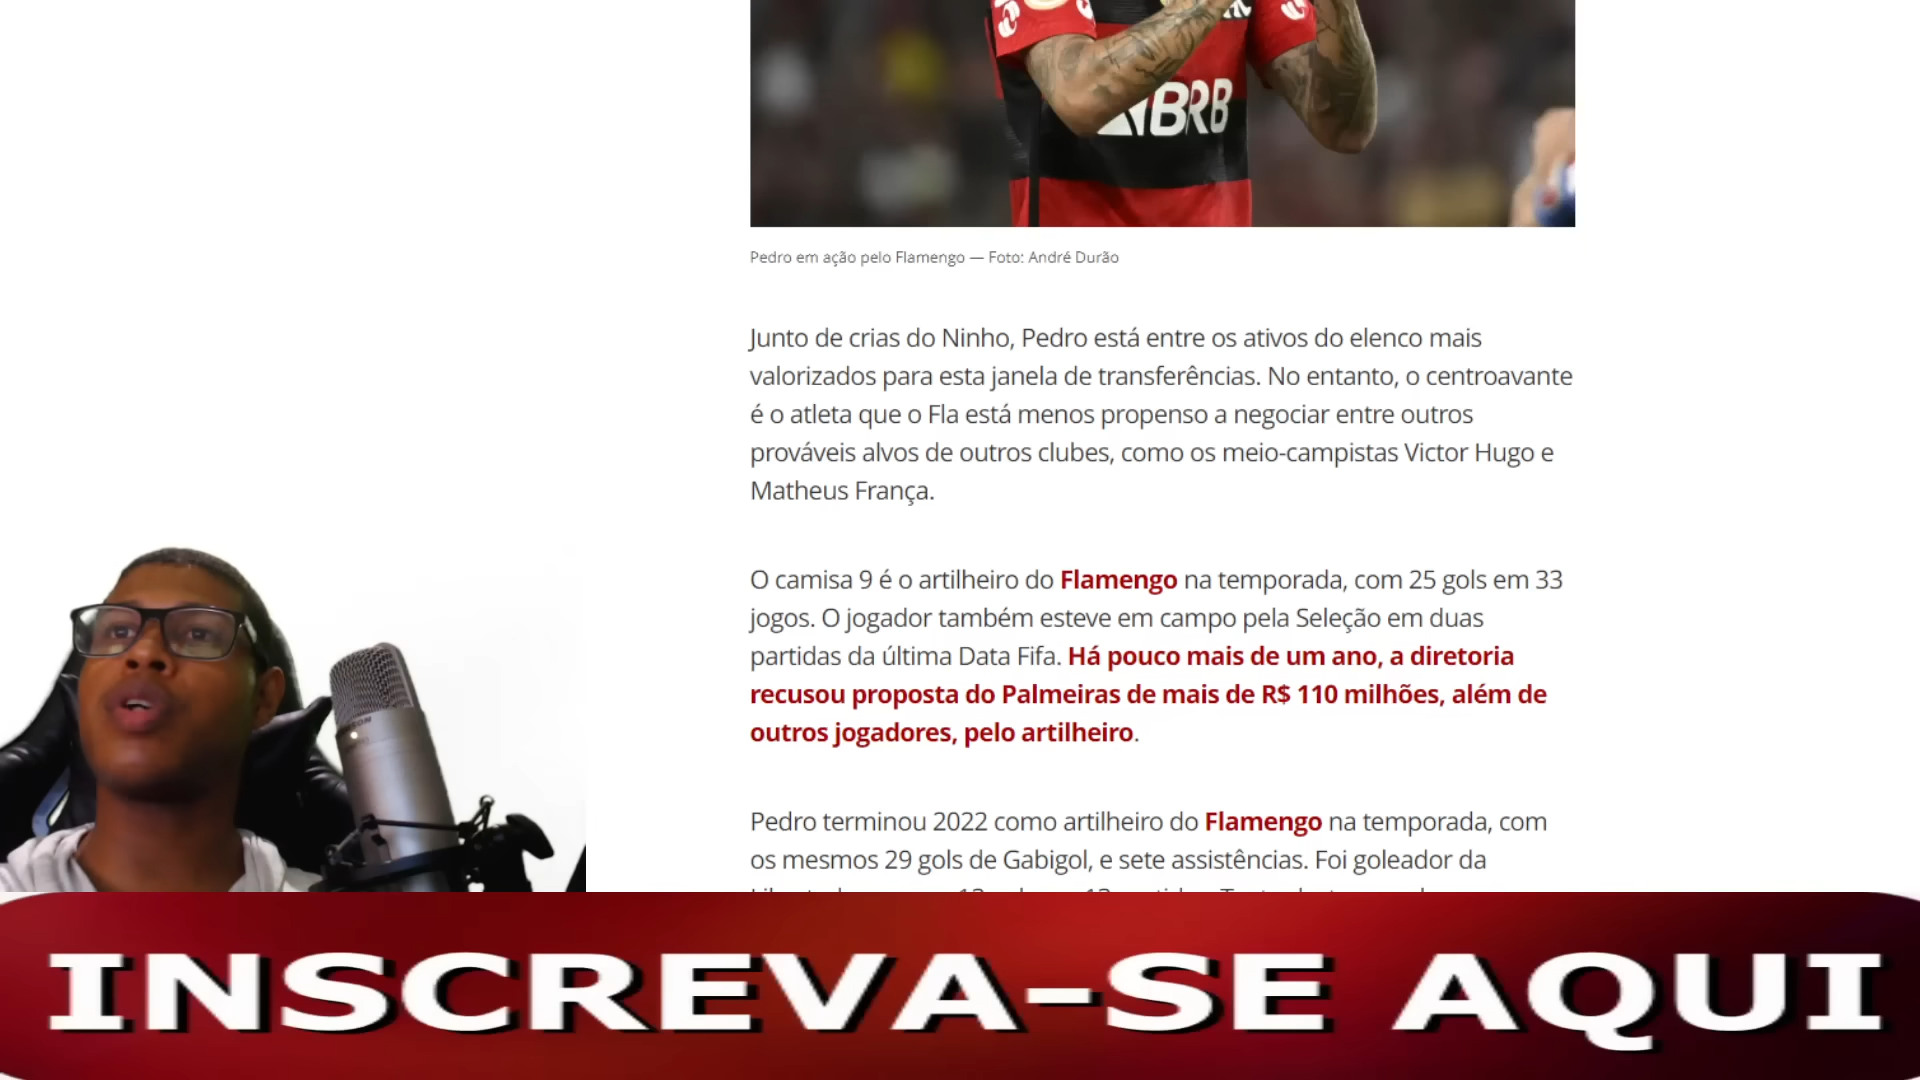 BRB
Pedro em ação pelo Flamengo — Foto: André Durão
Junto de crias do Ninho, Pedro está entre os ativos do elenco mais
valorizados para esta janela de transferências. No entanto, o centroavante
é o atleta que o Fla está menos propenso a negociar entre outros
prováveis alvos de outros clubes, como os meio-campistas Victor Hugo e
Matheus França.
O camisa 9 é o artilheiro do Flamengo na temporada, com 25 gols em 33
jogos. O jogador também esteve em campo pela Seleção em duas
partidas da última Data Fifa. Há pouco mais de um ano, a diretoria
recusou proposta do Palmeiras de mais de R$ 110 milhões, além de
outros jogadores, pelo artilheiro.
Pedro terminou 2022 como artilheiro do Flamengo na temporada, com
os mesmos 29 gols de Gabigol, e sete assistências. Foi goleador da
INSCREVA-SE AQUI